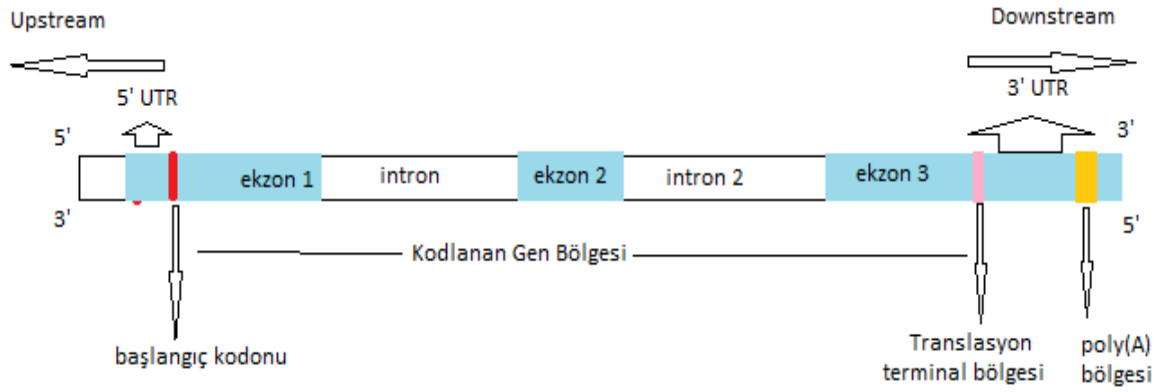 Upstream
Downstream
5' UTR
3' UTR
5'
3'
ekzon 1
intron
ekzon 2
intron 2
ekzon 3
3'
5'
Kodlanan Gen Bölgesi
başlangıç kodonu
Translasyon
terminal bölgesi
poly(A)
bölgesi